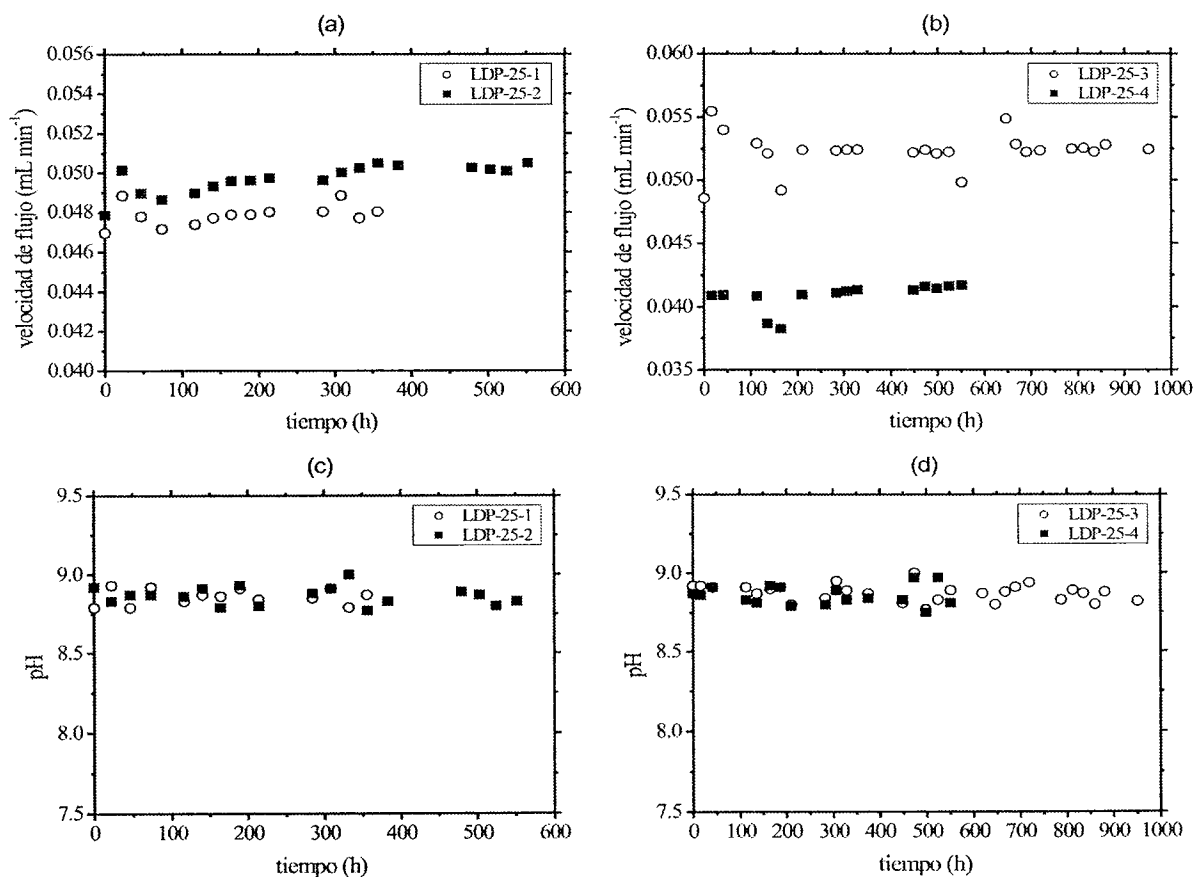 (a)
0.056
0.054
0.052
0.050
0.048
0.046
0.044
0.042
0.040
velocidad de flujo (mL min⁻¹)
LDP-25-1
LDP-25-2
0 100 200 300 400 500 600
tiempo (h)
(b)
0.060
0.055
0.050
0.045
0.040
0.035
velocidad de flujo (mL min⁻¹)
LDP-25-3
LDP-25-4
0 100 200 300 400 500 600 700 800 900 1000
tiempo (h)
(c)
9.5
9.0
8.5
8.0
7.5
pH
LDP-25-1
LDP-25-2
0 100 200 300 400 500 600
tiempo (h)
(d)
9.5
9.0
8.5
8.0
7.5
pH
LDP-25-3
LDP-25-4
0 100 200 300 400 500 600 700 800 900 1000
tiempo (h)